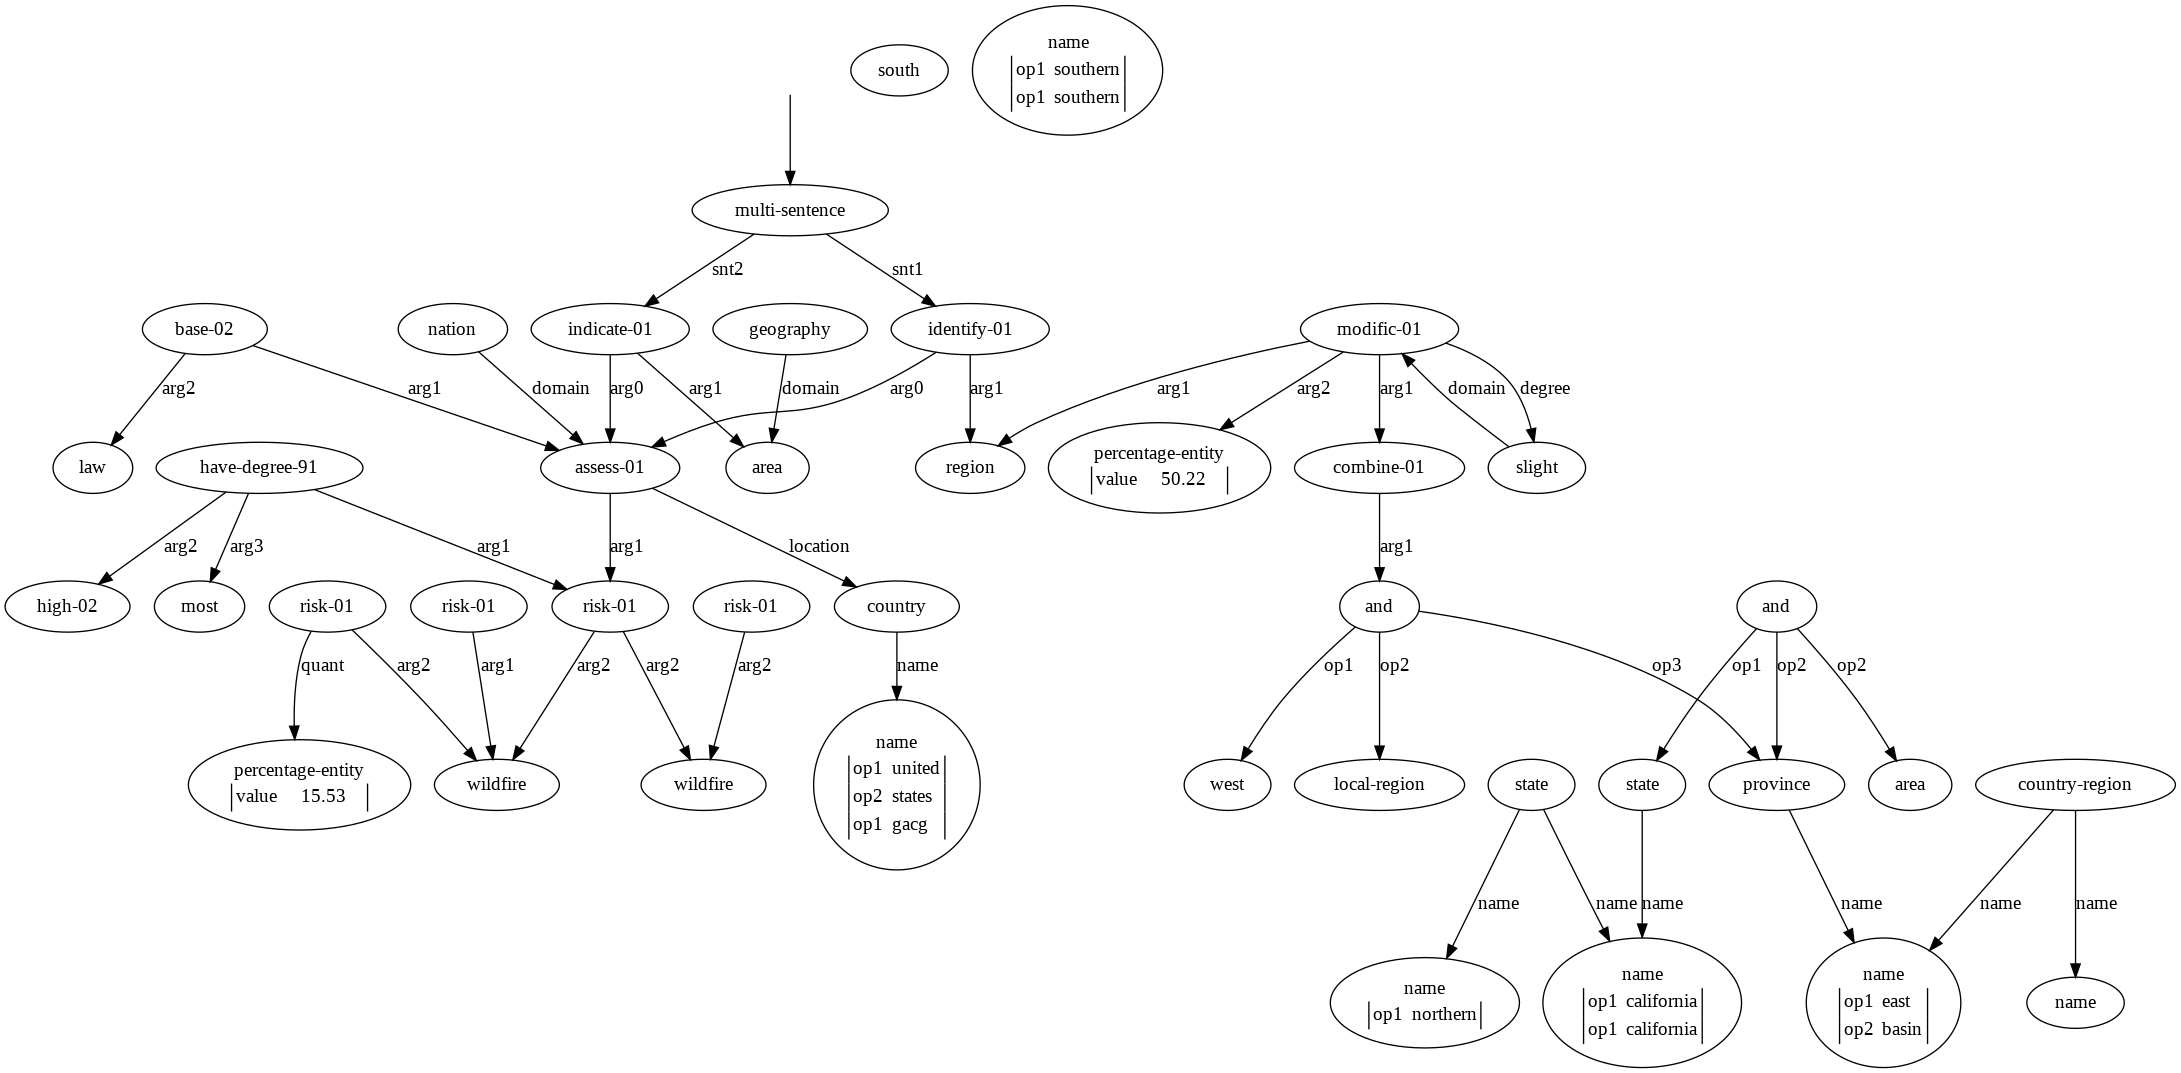 south
name
op1 southern
op1 southern
multi-sentence
snt2
snt1
base-02
nation
indicate-01
geography
identify-01
modific-01
arg2
arg1
domain
arg0
arg1
domain
arg0
arg1
arg1
arg2
arg1
domain
degree
law
have-degree-91
assess-01
area
region
percentage-entity
value 50.22
combine-01
slight
arg2
arg3
arg1
arg1
location
arg1
high-02
most
risk-01
risk-01
risk-01
risk-01
country
and
and
quant
arg2
arg1
arg2
arg2
arg2
name
op1
op2
op3
op1
op2
op2
percentage-entity
value 15.53
wildfire
wildfire
name
op1 united
op2 states
op1 gacg
west
local-region
state
state
province
area
country-region
name
name
name
name
name
name
name
op1 northern
name
op1 california
op1 california
name
op1 east
op2 basin
name